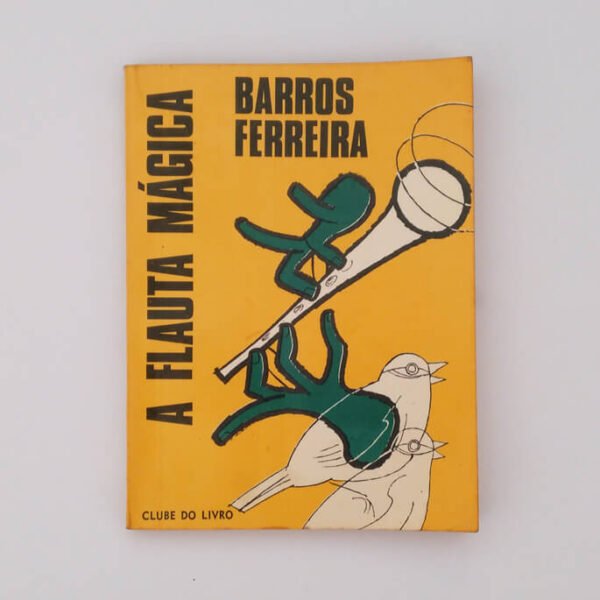 BARROS
FERREIRA
A FLAUTA MÁGICA
CLUBE DO LIVRO